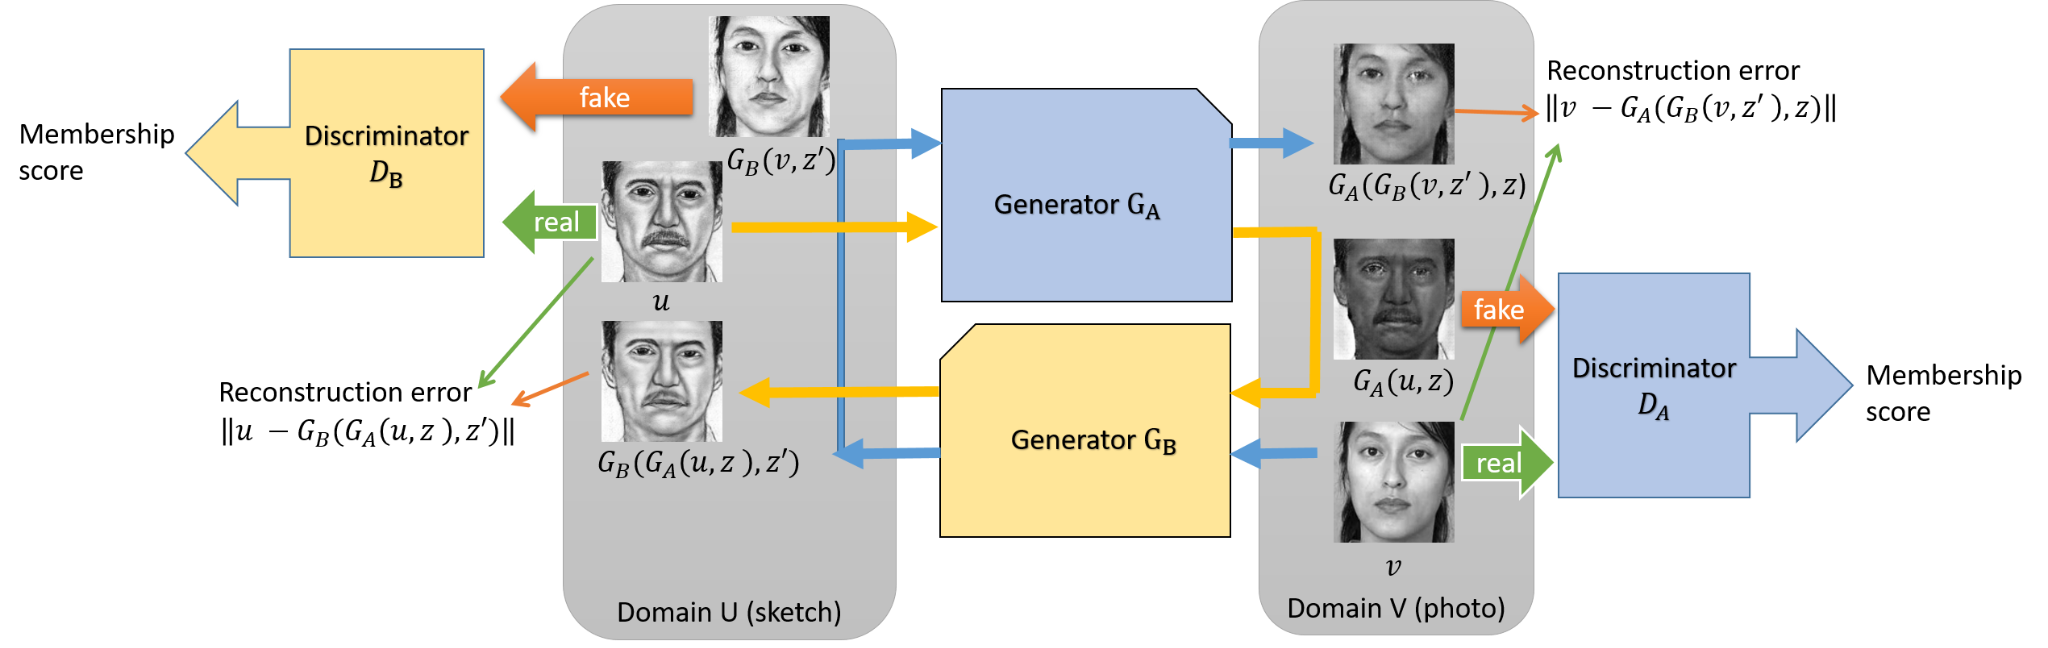 Membership
score
Discriminator
D_B
fake
real
G_B(v, z′)
u
Reconstruction error
‖u − G_B(G_A(u, z), z′)‖
G_B(G_A(u, z), z′)
Domain U (sketch)
Generator G_A
Generator G_B
G_A(G_B(v, z′), z)
G_A(u, z)
v
Domain V (photo)
Reconstruction error
‖v − G_A(G_B(v, z′), z)‖
fake
real
Discriminator
D_A
Membership
score